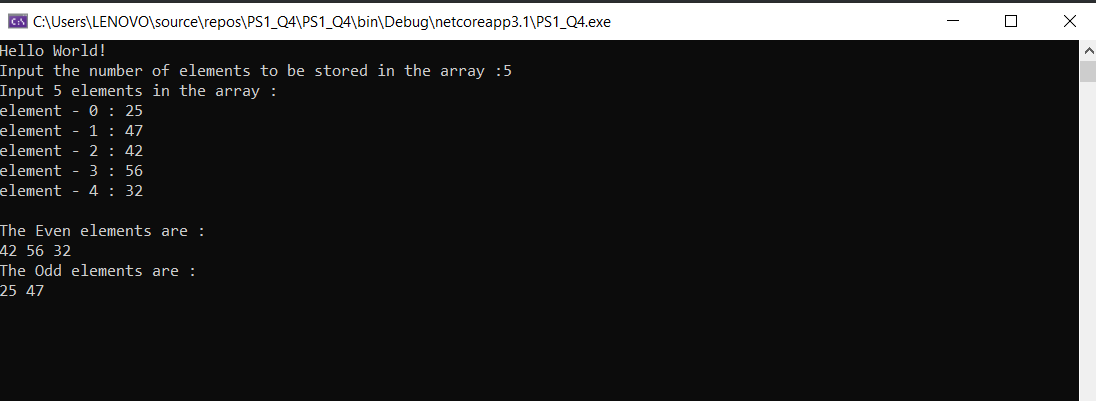 C:\Users\LENOVO\source\repos\PS1_Q4\PS1_Q4\bin\Debug\netcoreapp3.1\PS1_Q4.exe
Hello World!
Input the number of elements to be stored in the array :5
Input 5 elements in the array :
element - 0 : 25
element - 1 : 47
element - 2 : 42
element - 3 : 56
element - 4 : 32
The Even elements are :
42 56 32
The Odd elements are :
25 47